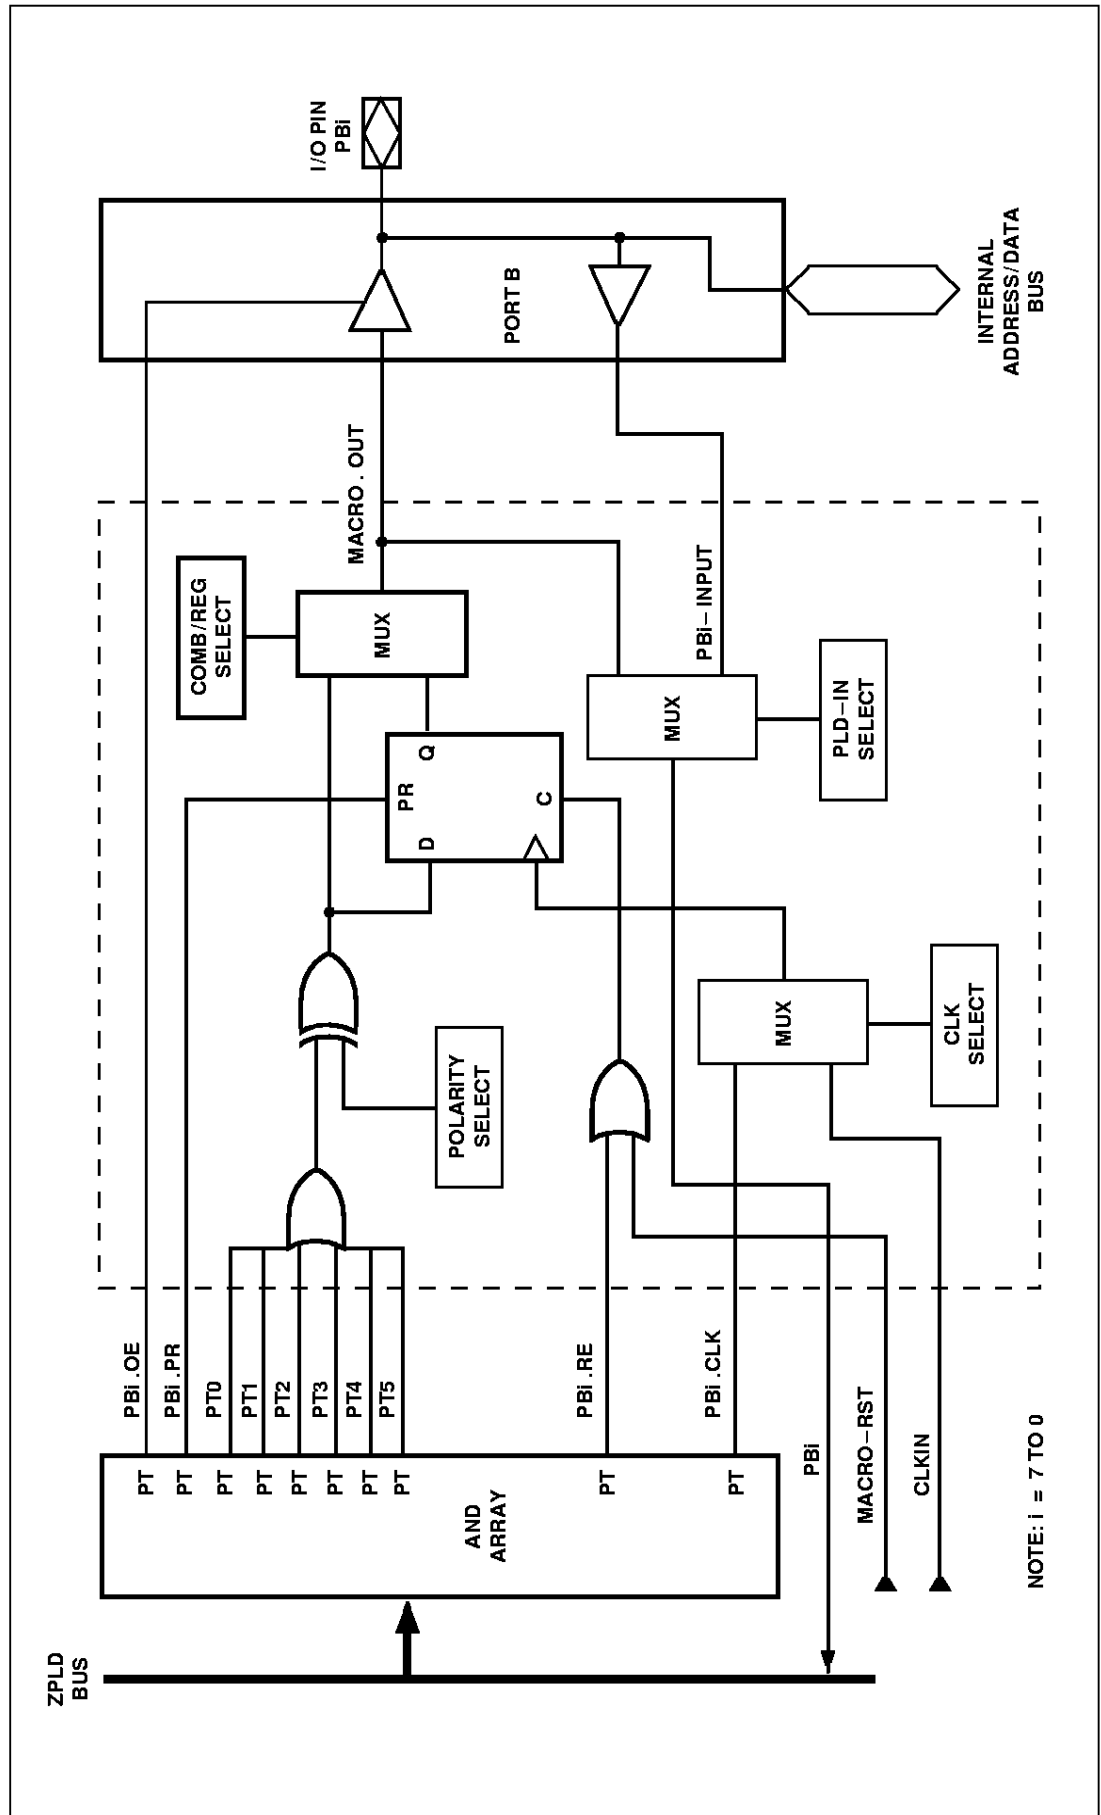 ZPLD
BUS
AND
ARRAY
PT
PT
PT
PT
PT
PT
PT
PT
PT
PT
PBi .OE
PBi .PR
PT0
PT1
PT2
PT3
PT4
PT5
PBi .RE
PBi .CLK
PBi
MACRO–RST
CLKIN
POLARITY
SELECT
MUX
CLK
SELECT
D
PR
Q
C
COMB/REG
SELECT
MUX
MUX
PLD–IN
SELECT
MACRO . OUT
PBi– INPUT
PORT B
I/O PIN
PBi
INTERNAL
ADDRESS/DATA
BUS
NOTE: i = 7 TO 0